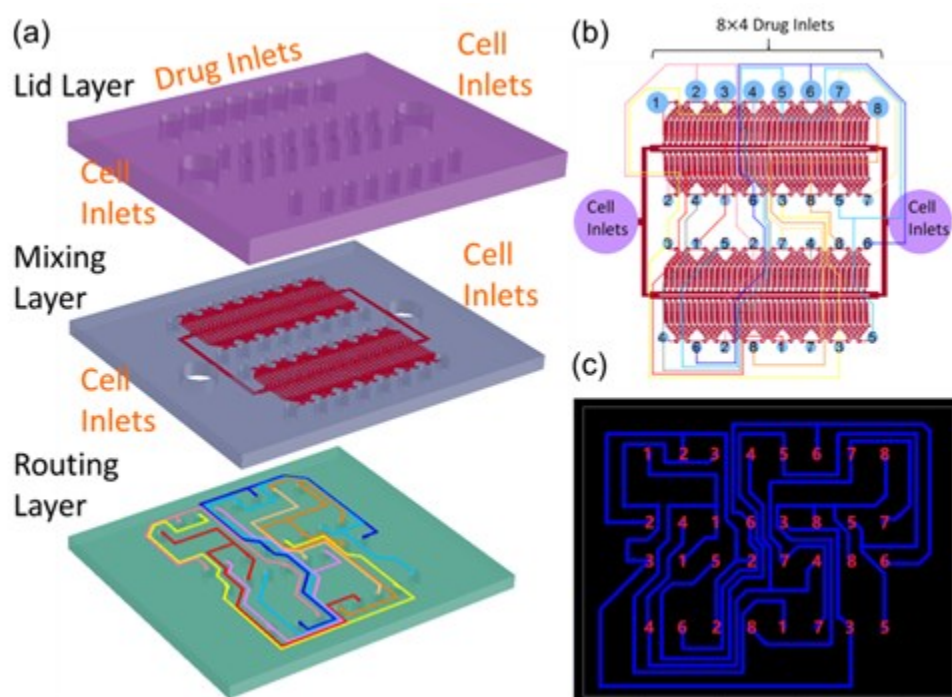 (a)
Drug Inlets
Cell
Inlets
Lid Layer
Cell
Inlets
Mixing
Layer
Cell
Inlets
Cell
Inlets
Routing
Layer
(b)
8×4 Drug Inlets
1 2 3 4 5 6 7 8
Cell
Inlets
Cell
Inlets
2 4 1 6 3 8 5 7
3 1 5 2 7 4 8 6
4 6 2 8 1 7 3 5
(c)
1 2 3 4 5 6 7 8
2 4 1 6 3 8 5 7
3 1 5 2 7 4 8 6
4 6 2 8 1 7 3 5